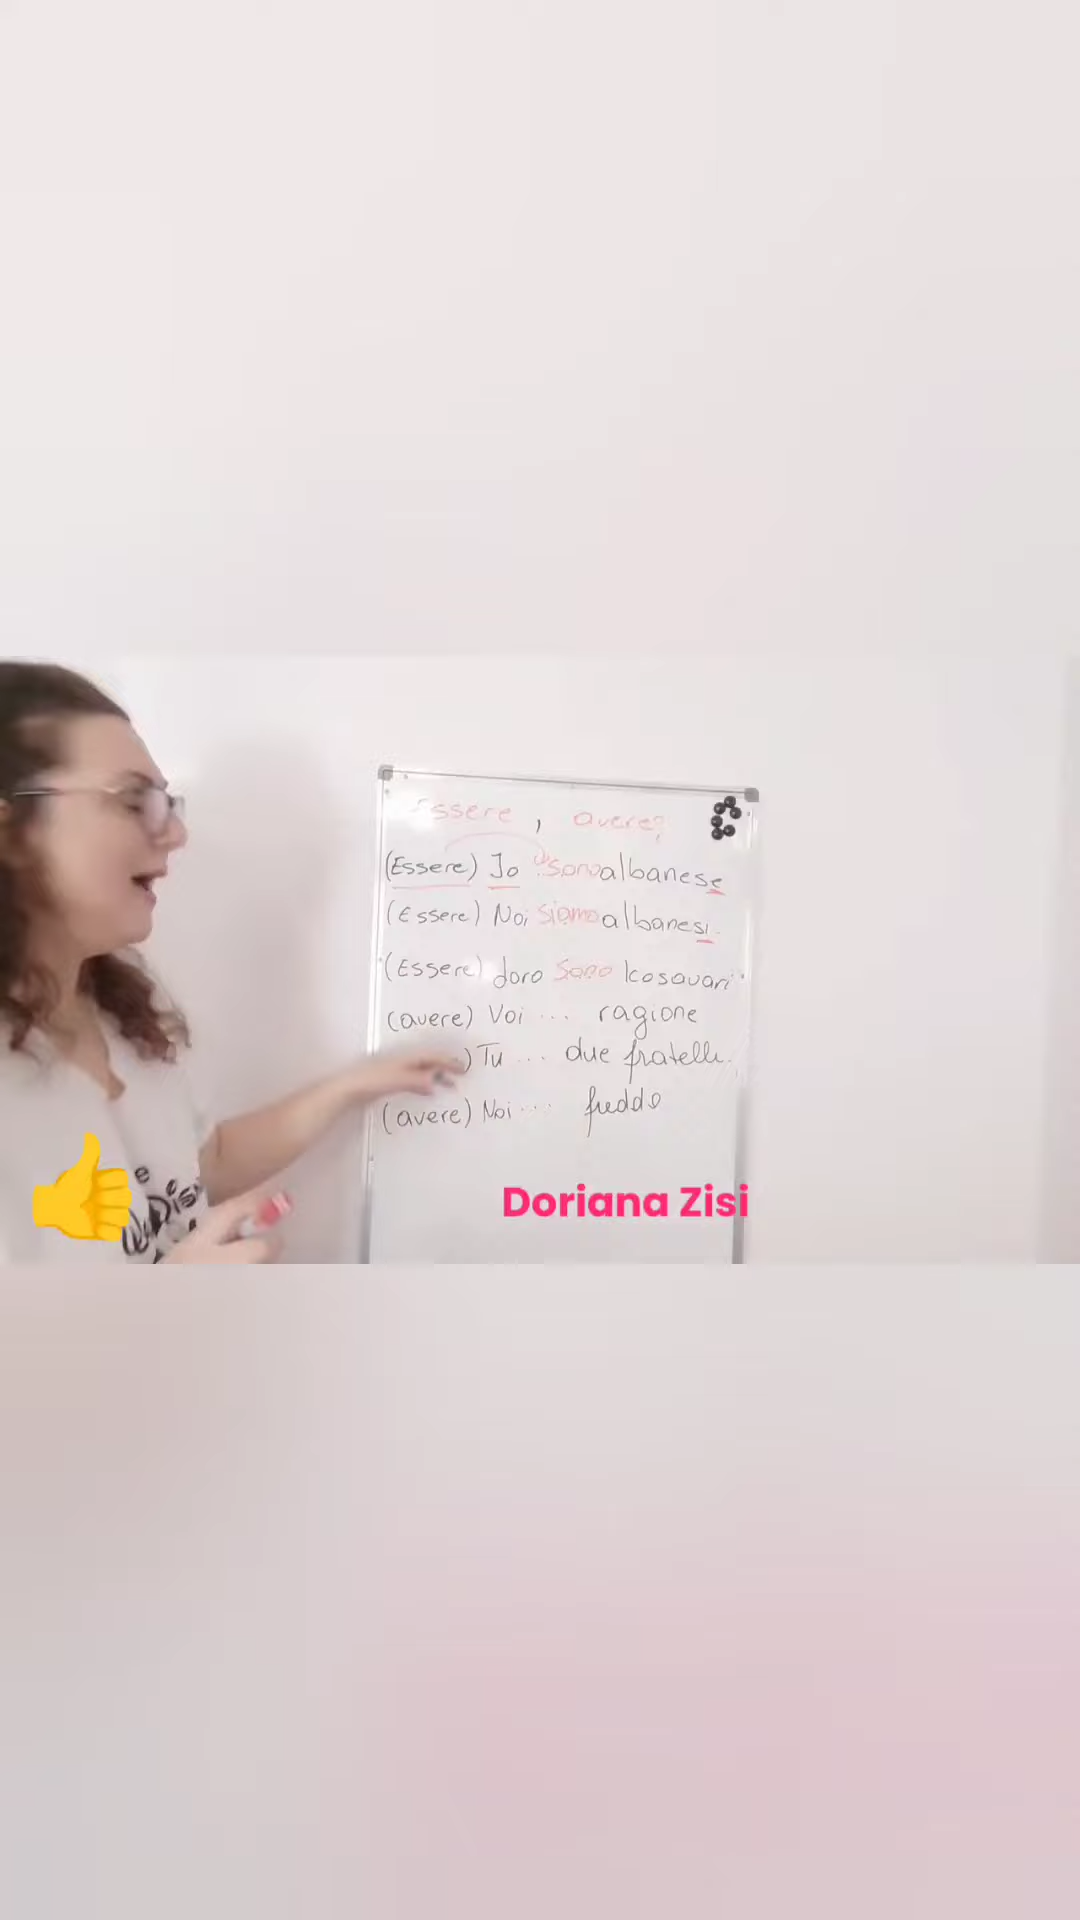 Essere , avere?
(Essere) Io sono albanese
(Essere) Noi siamo albanesi.
(Essere) Loro sono kosovari
(avere) Voi ... ragione
) Tu ... due fratelli.
(avere) Noi ... freddo
Doriana Zisi